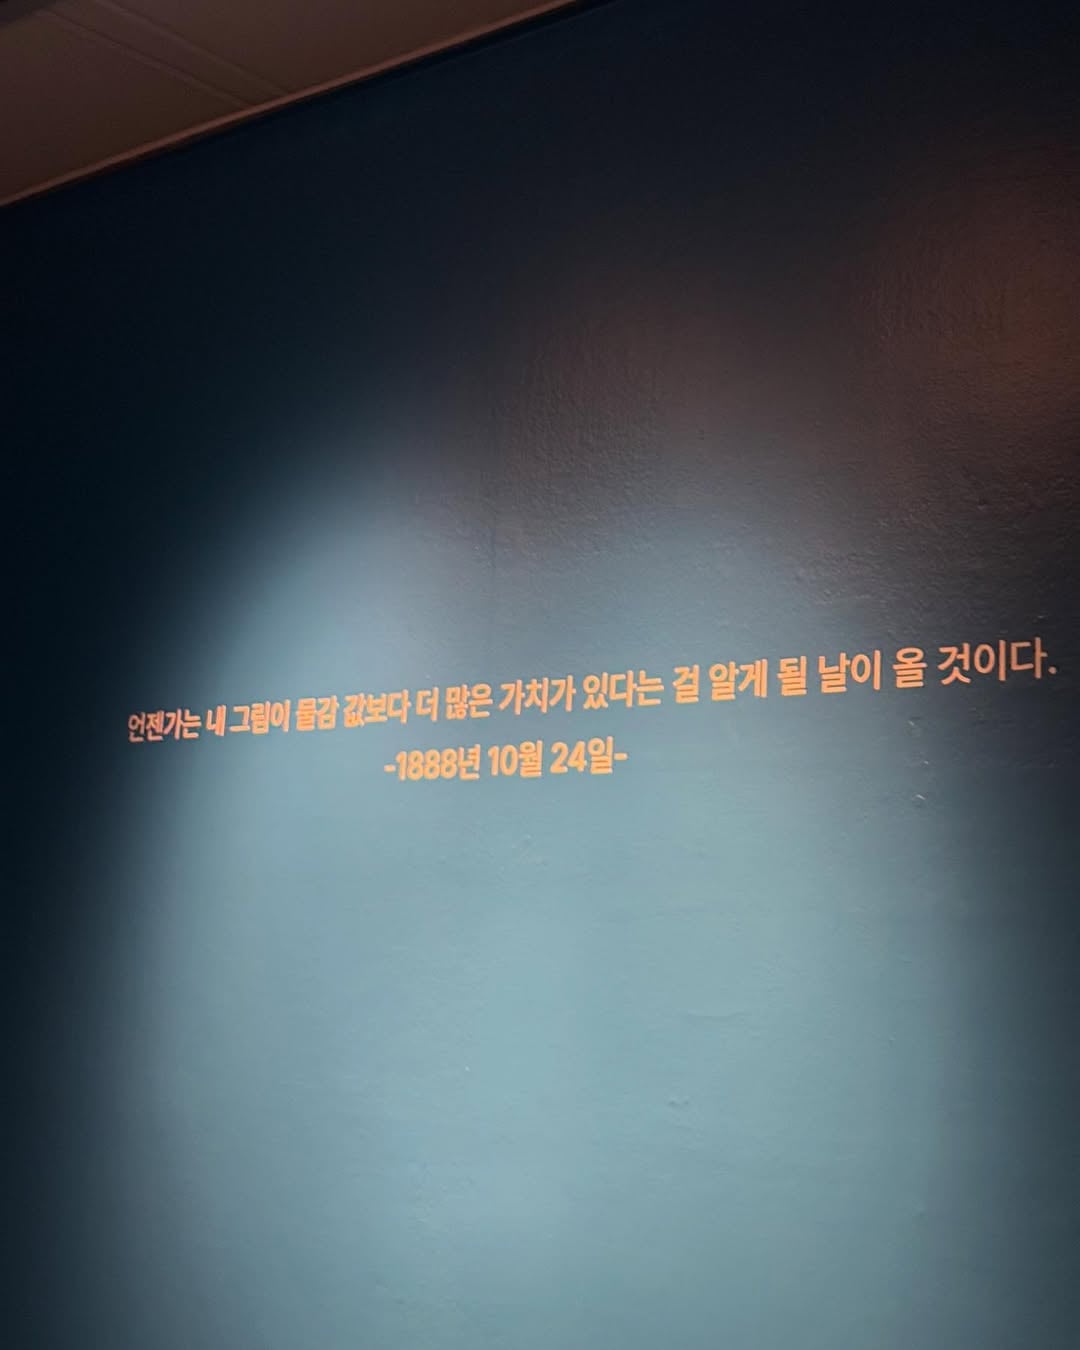 언젠가는 내 그림이 물감 값보다 더 많은 가치가 있다는 걸 알게 될 날이 올 것이다.
-1888년 10월 24일-